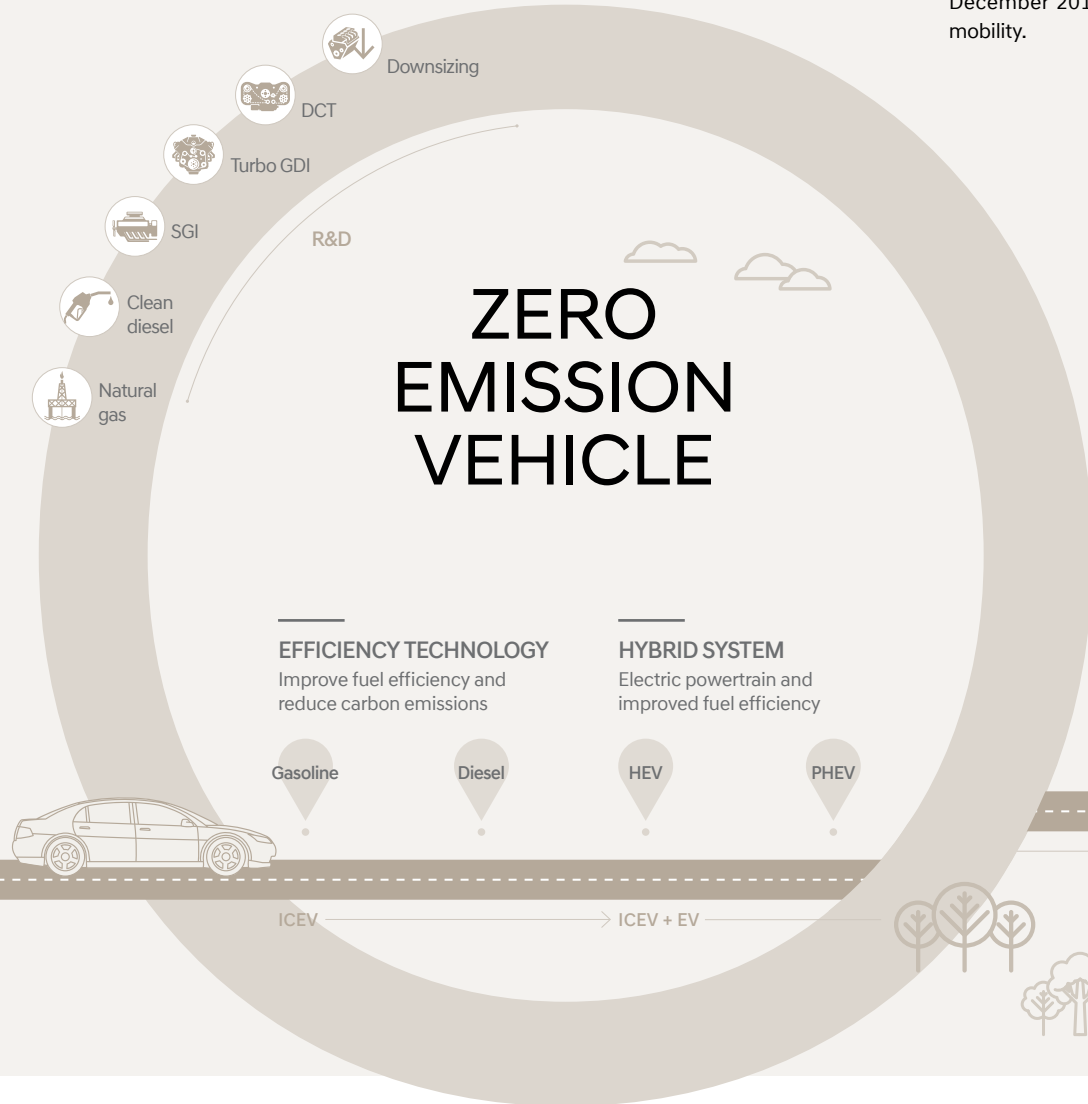 December 201
mobility.
Downsizing
DCT
Turbo GDI
SGI
R&D
Clean
diesel
Natural
gas
ZERO
EMISSION
VEHICLE
EFFICIENCY TECHNOLOGY
Improve fuel efficiency and
reduce carbon emissions
HYBRID SYSTEM
Electric powertrain and
improved fuel efficiency
Gasoline
Diesel
HEV
PHEV
ICEV
ICEV + EV